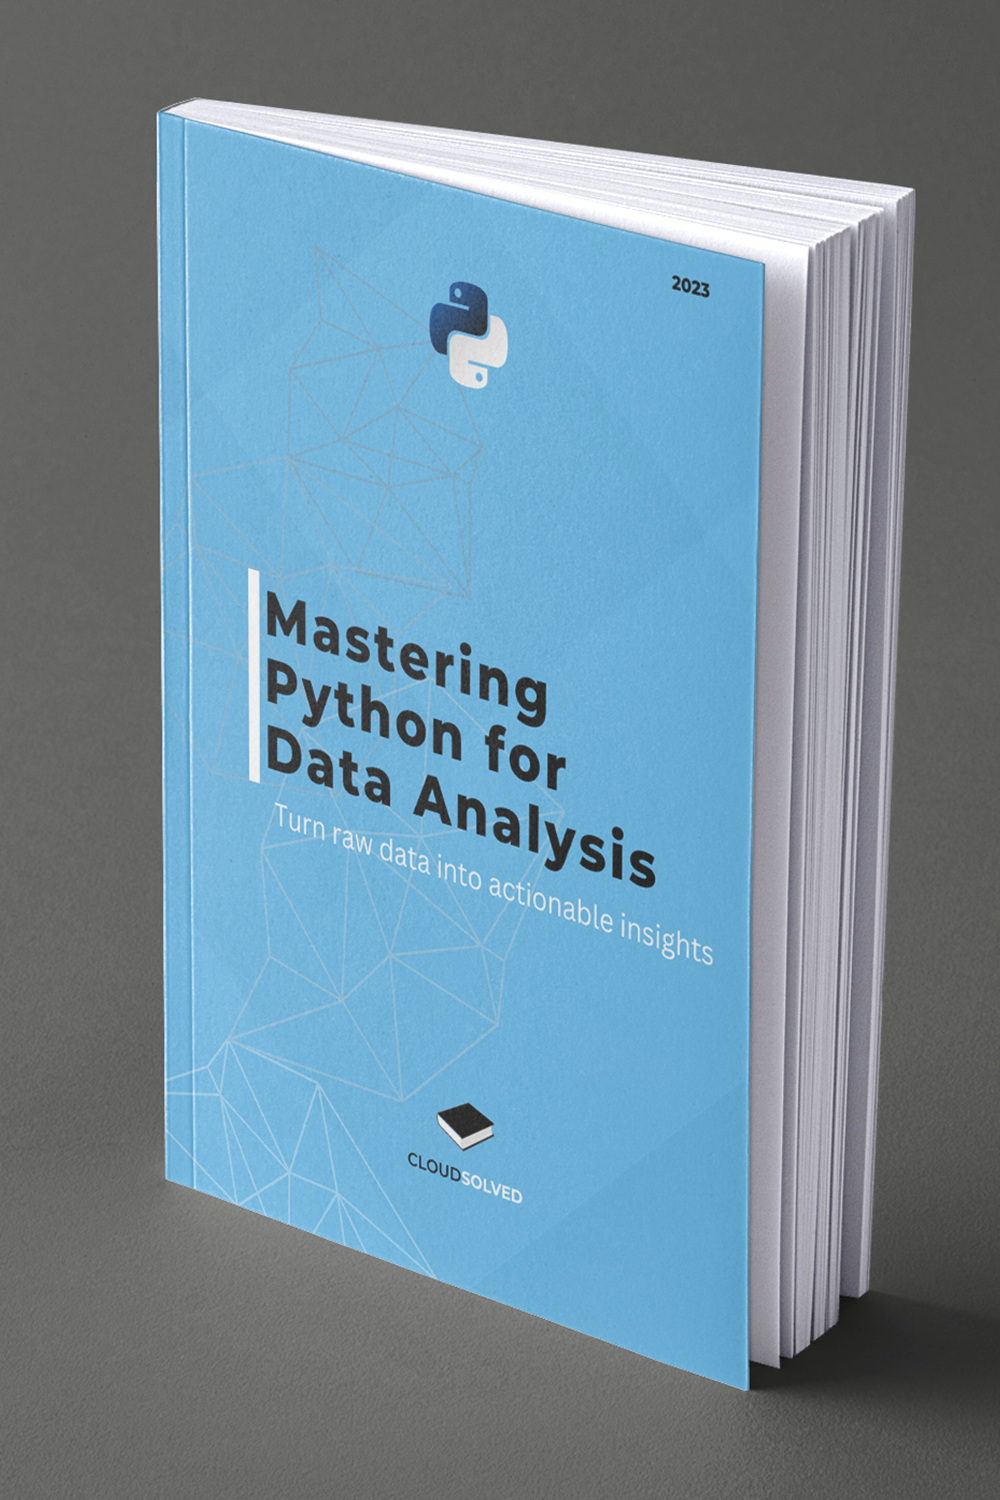 2023
Mastering
Python for
Data Analysis
Turn raw data into actionable insights
CLOUDSOLVED